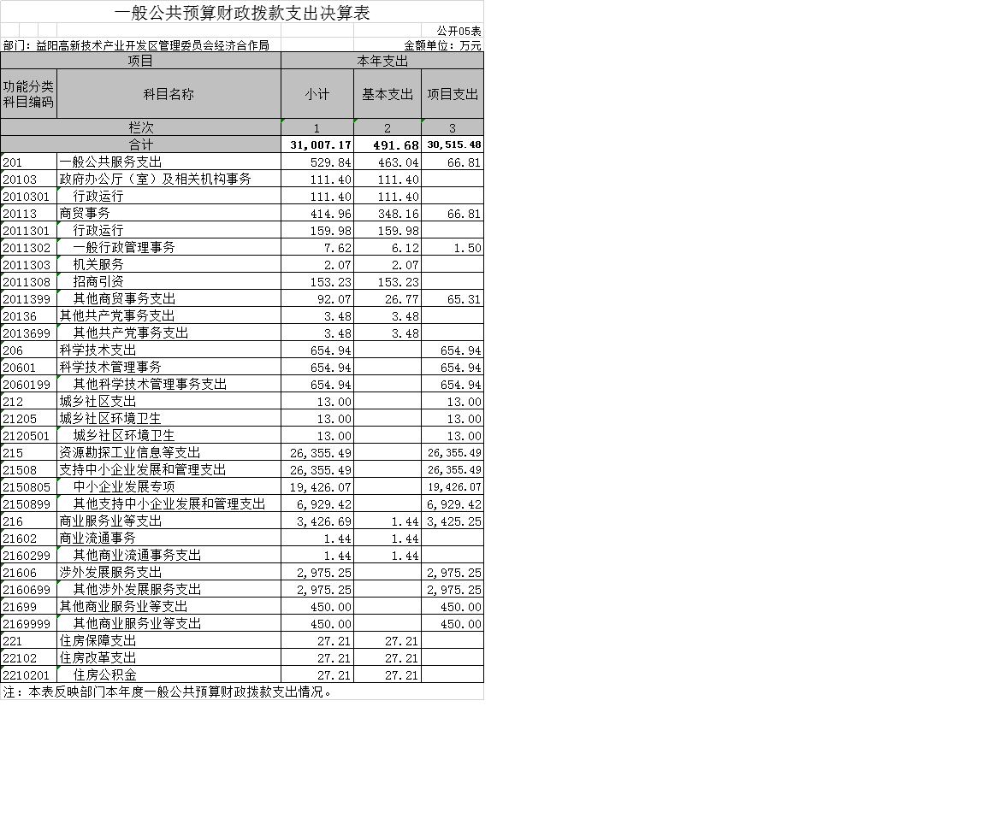 一般公共预算财政拨款支出决算表
公开05表
部门：益阳高新技术产业开发区管理委员会经济合作局 金额单位：万元
项目 本年支出
功能分类科目编码 科目名称 小计 基本支出 项目支出
栏次 1 2 3
合计 31,007.17 491.68 30,515.48
201 一般公共服务支出 529.84 463.04 66.81
20103 政府办公厅（室）及相关机构事务 111.40 111.40
2010301 行政运行 111.40 111.40
20113 商贸事务 414.96 348.16 66.81
2011301 行政运行 159.98 159.98
2011302 一般行政管理事务 7.62 6.12 1.50
2011303 机关服务 2.07 2.07
2011308 招商引资 153.23 153.23
2011399 其他商贸事务支出 92.07 26.77 65.31
20136 其他共产党事务支出 3.48 3.48
2013699 其他共产党事务支出 3.48 3.48
206 科学技术支出 654.94 654.94
20601 科学技术管理事务 654.94 654.94
2060199 其他科学技术管理事务支出 654.94 654.94
212 城乡社区支出 13.00 13.00
21205 城乡社区环境卫生 13.00 13.00
2120501 城乡社区环境卫生 13.00 13.00
215 资源勘探工业信息等支出 26,355.49 26,355.49
21508 支持中小企业发展和管理支出 26,355.49 26,355.49
2150805 中小企业发展专项 19,426.07 19,426.07
2150899 其他支持中小企业发展和管理支出 6,929.42 6,929.42
216 商业服务业等支出 3,426.69 1.44 3,425.25
21602 商业流通事务 1.44 1.44
2160299 其他商业流通事务支出 1.44 1.44
21606 涉外发展服务支出 2,975.25 2,975.25
2160699 其他涉外发展服务支出 2,975.25 2,975.25
21699 其他商业服务业等支出 450.00 450.00
2169999 其他商业服务业等支出 450.00 450.00
221 住房保障支出 27.21 27.21
22102 住房改革支出 27.21 27.21
2210201 住房公积金 27.21 27.21
注：本表反映部门本年度一般公共预算财政拨款支出情况。